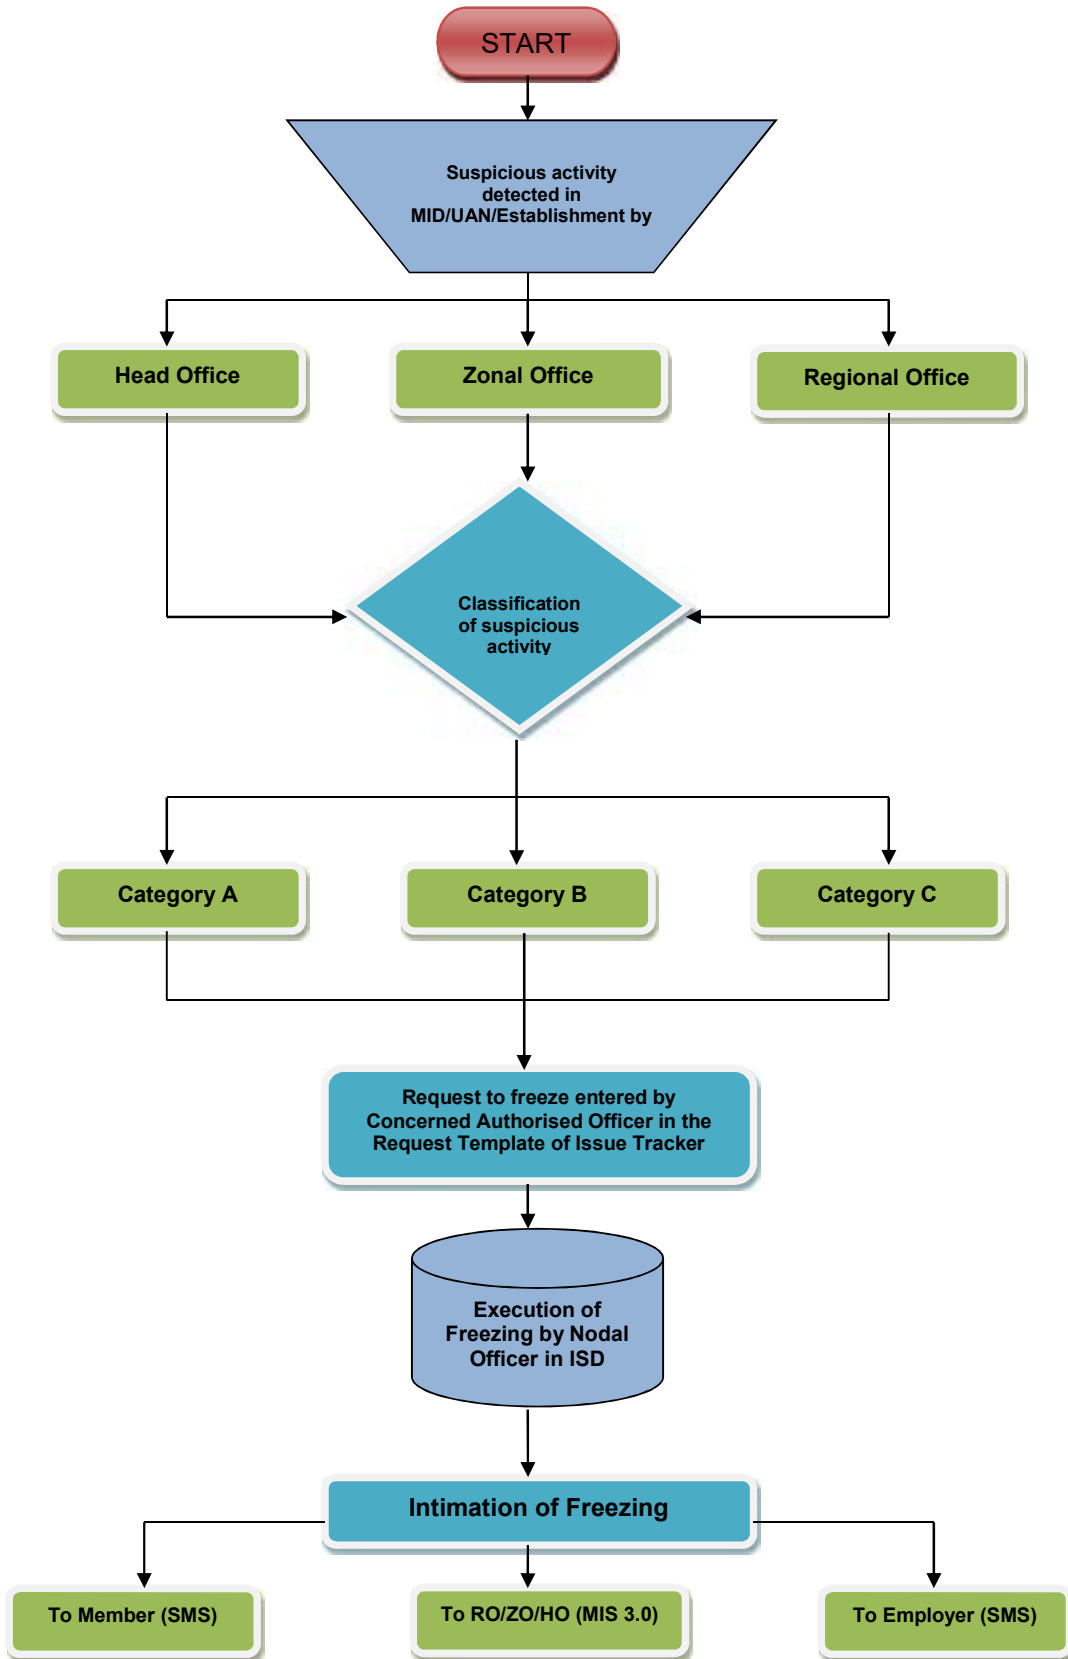 START
Suspicious activity
detected in
MID/UAN/Establishment by
Head Office
Zonal Office
Regional Office
Classification
of suspicious
activity
Category A
Category B
Category C
Request to freeze entered by
Concerned Authorised Officer in the
Request Template of Issue Tracker
Execution of
Freezing by Nodal
Officer in ISD
Intimation of Freezing
To Member (SMS)
To RO/ZO/HO (MIS 3.0)
To Employer (SMS)